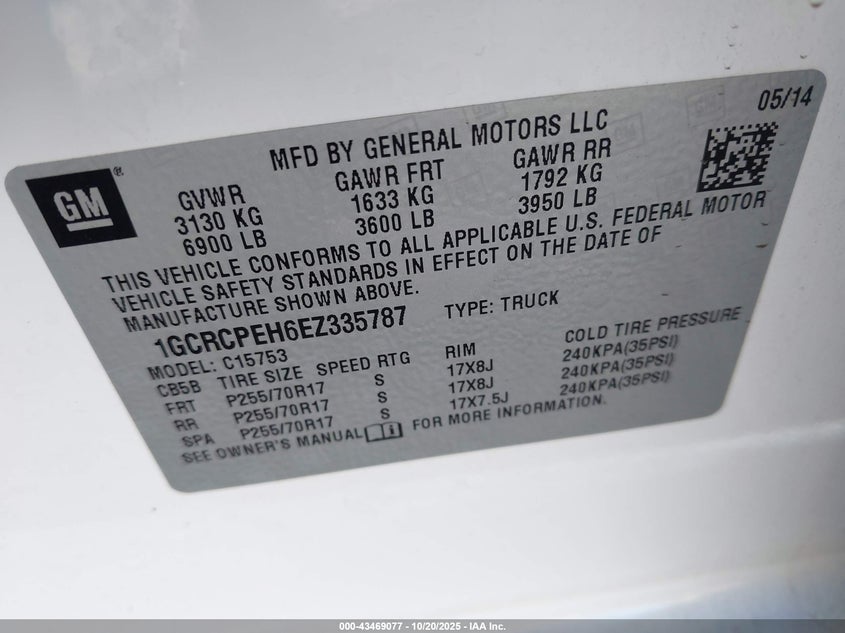 05/14
MFD BY GENERAL MOTORS LLC
GM®
GVWR GAWR FRT GAWR RR
3130 KG 1633 KG 1792 KG
6900 LB 3600 LB 3950 LB
THIS VEHICLE CONFORMS TO ALL APPLICABLE U.S. FEDERAL MOTOR
VEHICLE SAFETY STANDARDS IN EFFECT ON THE DATE OF
MANUFACTURE SHOWN ABOVE.
1GCRCPEH6EZ335787 TYPE: TRUCK
MODEL: C15753
CB5B TIRE SIZE SPEED RTG RIM COLD TIRE PRESSURE
FRT P255/70R17 S 17X8J 240KPA(35PSI)
RR P255/70R17 S 17X8J 240KPA(35PSI)
SPA P255/70R17 S 17X7.5J 240KPA(35PSI)
SEE OWNER'S MANUAL FOR MORE INFORMATION.
000-43469077 - 10/20/2025 - IAA Inc.